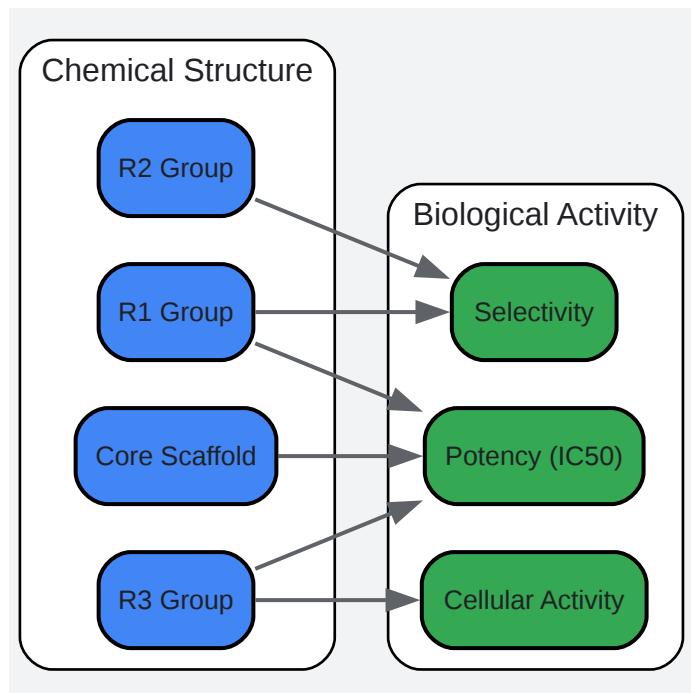 Chemical Structure
R2 Group
R1 Group
Core Scaffold
R3 Group
Biological Activity
Selectivity
Potency (IC50)
Cellular Activity